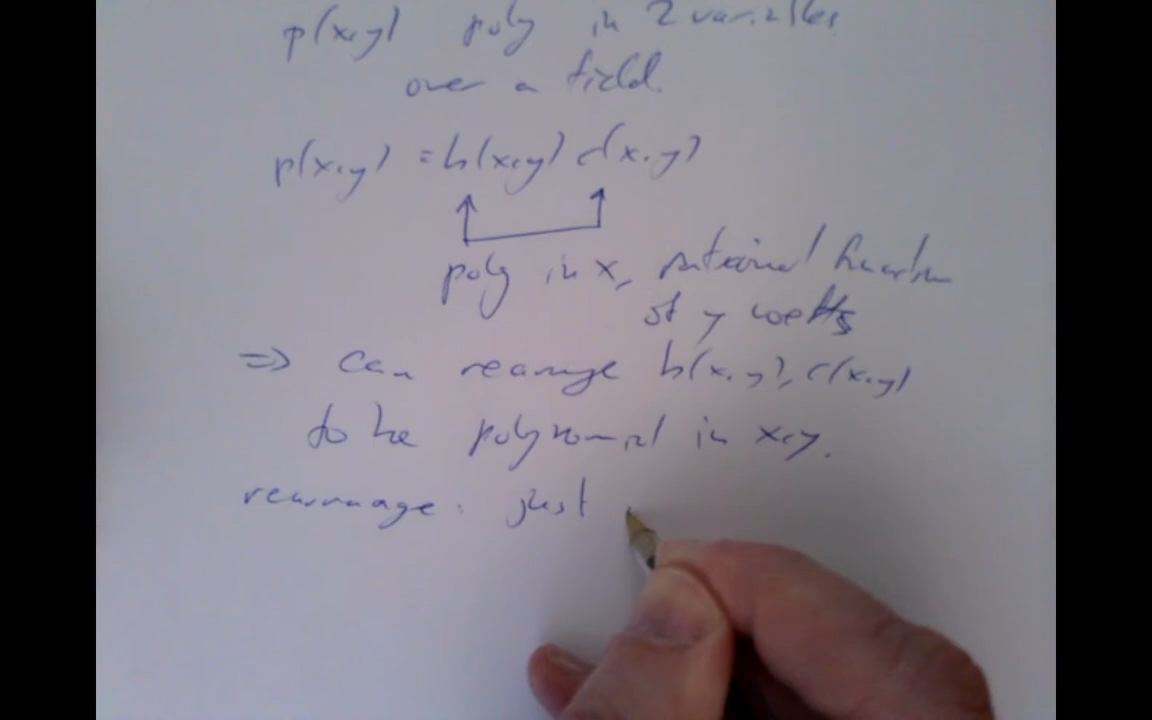 p(x,y) poly in 2 variables
over a field.
p(x,y) = b(x,y) c(x,y)
poly in x, rational function
of y coeffs
⇒ can rearrange b(x,y), c(x,y)
to be polynomial in x,y.
rearrange: just